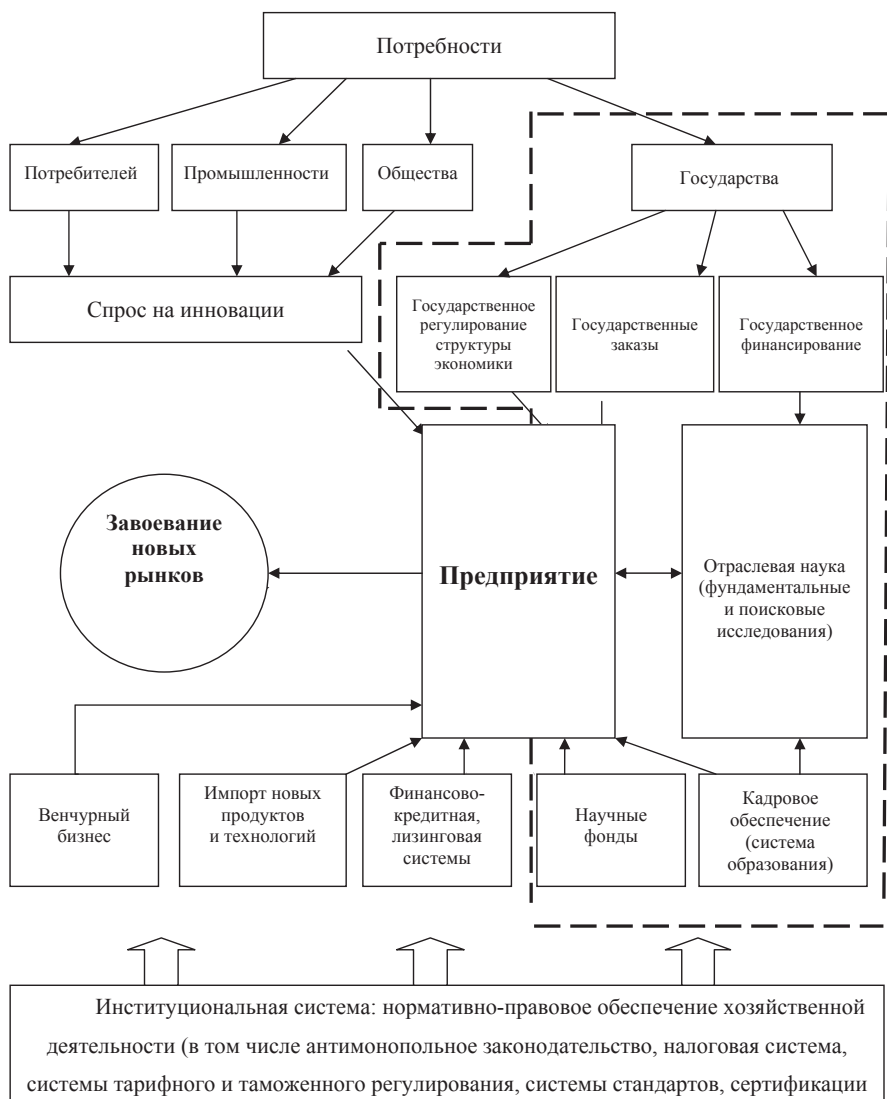 Потребности
Потребителей
Промышленности
Общества
Государства
Спрос на инновации
Государственное
регулирование
структуры
экономики
Государственные
заказы
Государственное
финансирование
Завоевание
новых
рынков
Предприятие
Отраслевая наука
(фундаментальные
и поисковые
исследования)
Венчурный
бизнес
Импорт новых
продуктов
и технологий
Финансово-
кредитная,
лизинговая
системы
Научные
фонды
Кадровое
обеспечение
(система
образования)
Институциональная система: нормативно-правовое обеспечение хозяйственной
деятельности (в том числе антимонопольное законодательство, налоговая система,
системы тарифного и таможенного регулирования, системы стандартов, сертификации